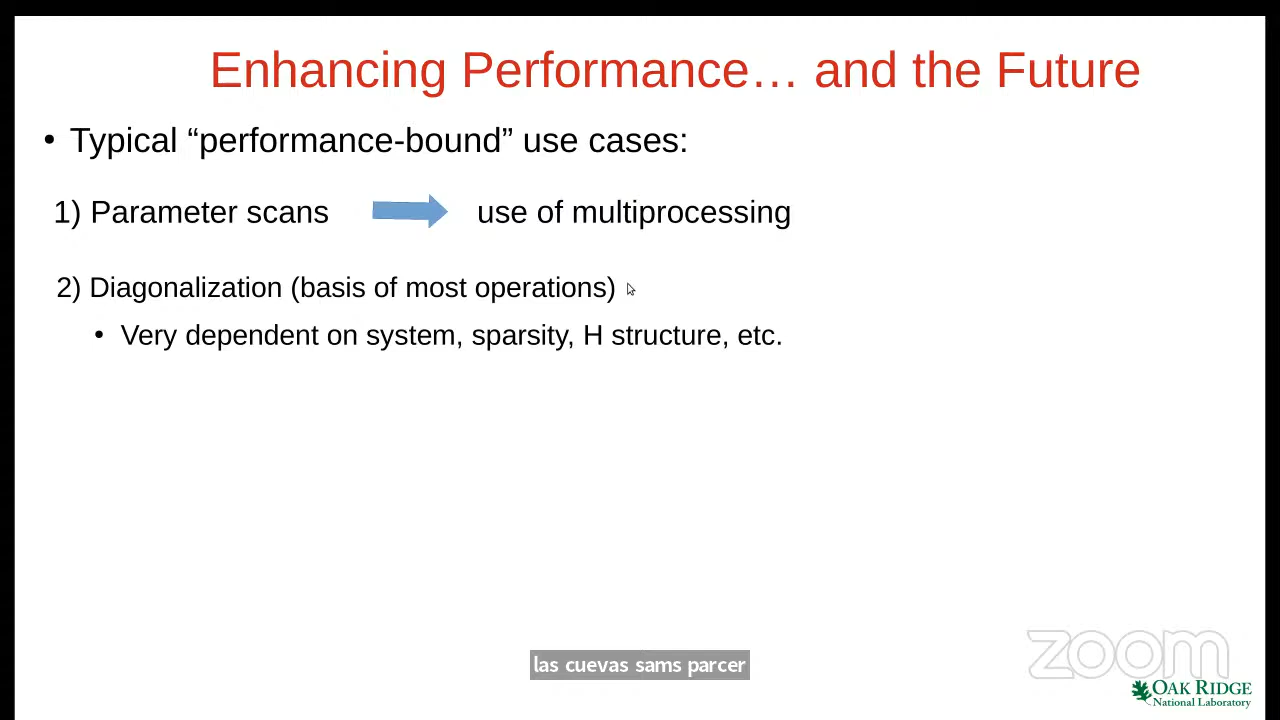 Enhancing Performance… and the Future
• Typical “performance-bound” use cases:
1) Parameter scans use of multiprocessing
2) Diagonalization (basis of most operations)
• Very dependent on system, sparsity, H structure, etc.
las cuevas sams parcer
zoom
OAK RIDGE
National Laboratory